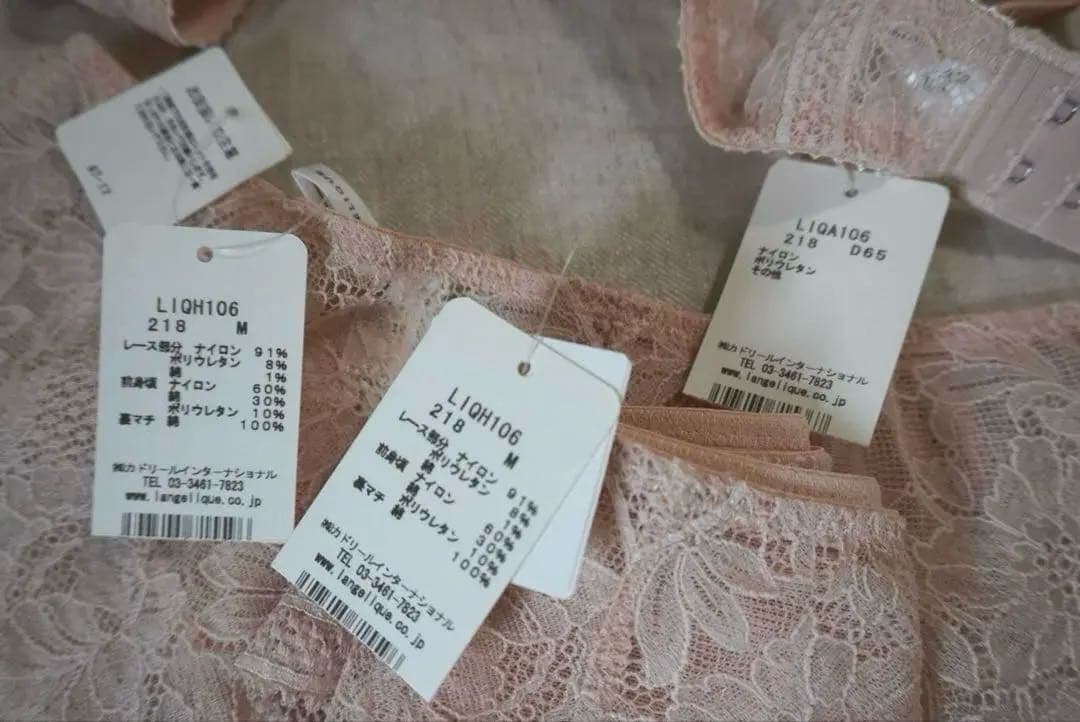 LIQH106
218 M
レース部分 ナイロン 91%
ポリウレタン 8%
綿 1%
前身頃 ナイロン 60%
綿 30%
ポリウレタン 10%
裏マチ 綿 100%
㈱カドリールインターナショナル
TEL 03-3461-7823
www.langelique.co.jp
LIQH106
218 M
レース部分 ナイロン 91%
ポリウレタン 8%
綿 1%
前身頃 ナイロン 60%
綿 30%
ポリウレタン 10%
裏マチ 綿 100%
㈱カドリールインターナショナル
TEL 03-3461-7823
www.langelique.co.jp
LIQA106
218 D65
ナイロン
ポリウレタン
その他
㈱カドリールインターナショナル
TEL 03-3461-7823
www.langelique.co.jp